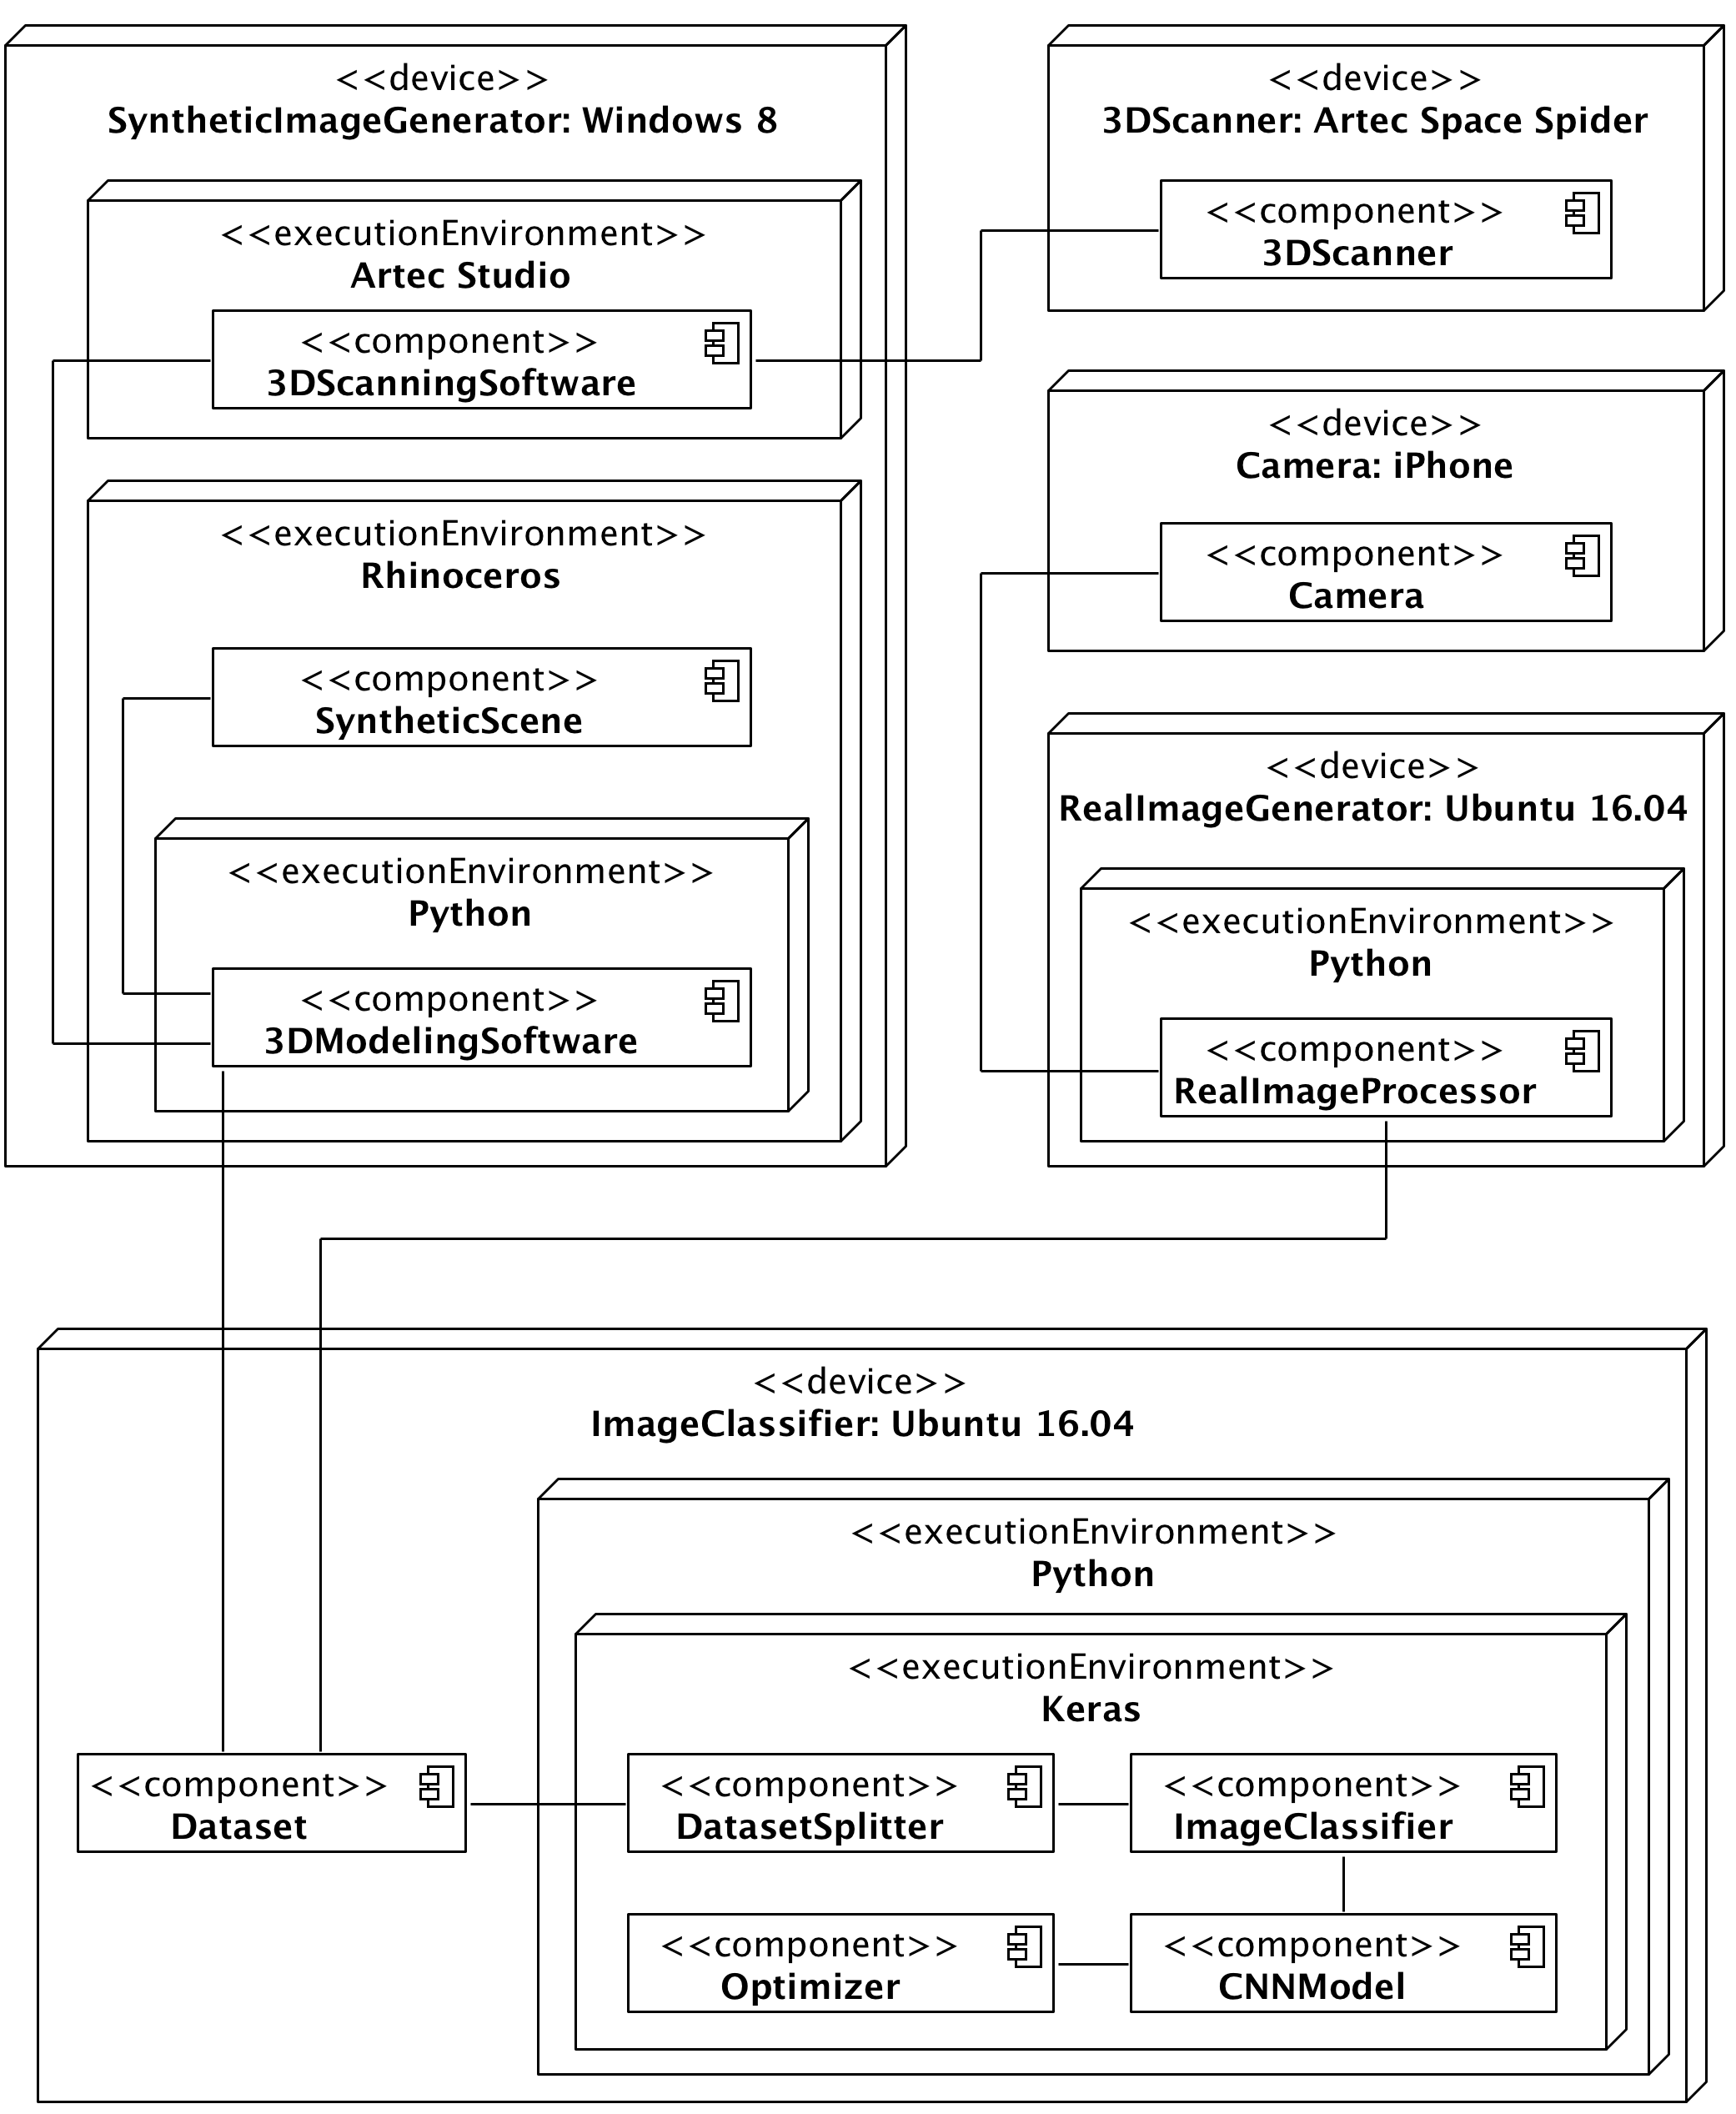 <<device>>
SyntheticImageGenerator: Windows 8
<<executionEnvironment>>
Artec Studio
<<component>>
3DScanningSoftware
<<executionEnvironment>>
Rhinoceros
<<component>>
SyntheticScene
<<executionEnvironment>>
Python
<<component>>
3DModelingSoftware
<<device>>
3DScanner: Artec Space Spider
<<component>>
3DScanner
<<device>>
Camera: iPhone
<<component>>
Camera
<<device>>
RealImageGenerator: Ubuntu 16.04
<<executionEnvironment>>
Python
<<component>>
RealImageProcessor
<<device>>
ImageClassifier: Ubuntu 16.04
<<executionEnvironment>>
Python
<<executionEnvironment>>
Keras
<<component>>
Dataset
<<component>>
DatasetSplitter
<<component>>
ImageClassifier
<<component>>
Optimizer
<<component>>
CNNModel